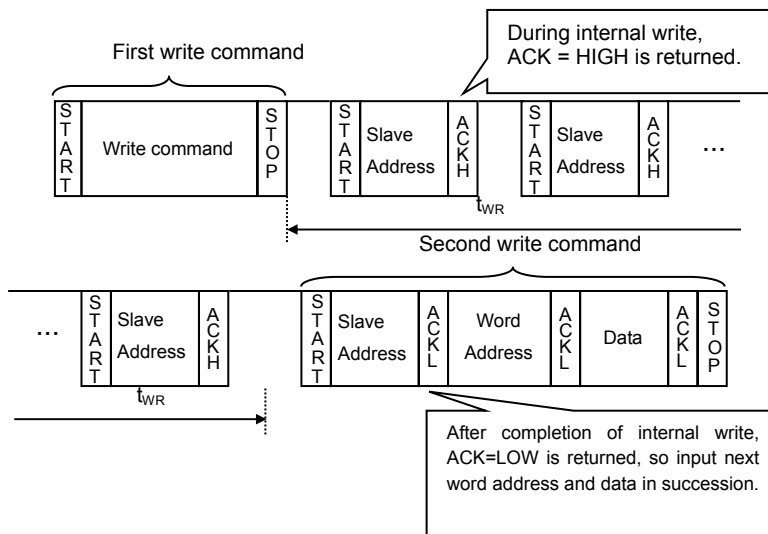 During internal write,
ACK = HIGH is returned.
First write command
START
Write command
STOP
START
Slave
Address
ACKH
START
Slave
Address
ACKH
...
tWR
Second write command
...
START
Slave
Address
ACKH
START
Slave
Address
ACKL
Word
Address
ACKL
Data
ACKL
STOP
tWR
After completion of internal write,
ACK=LOW is returned, so input next
word address and data in succession.